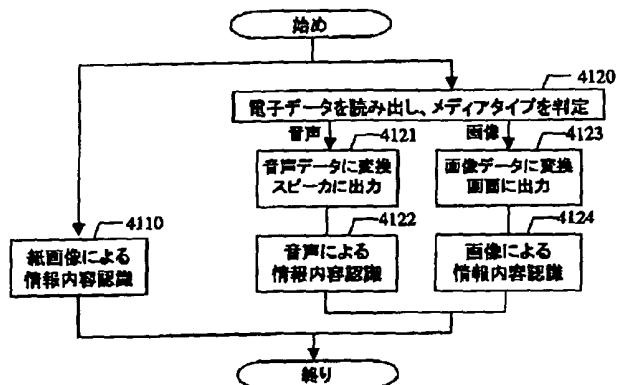 始め
4120
電子データを読み出し、メディアタイプを判定
音声
4121
画像
4123
音声データに変換
スピーカに出力
画像データに変換
画面に出力
4110
4122
4124
紙画像による
情報内容認識
音声による
情報内容認識
画像による
情報内容認識
終り